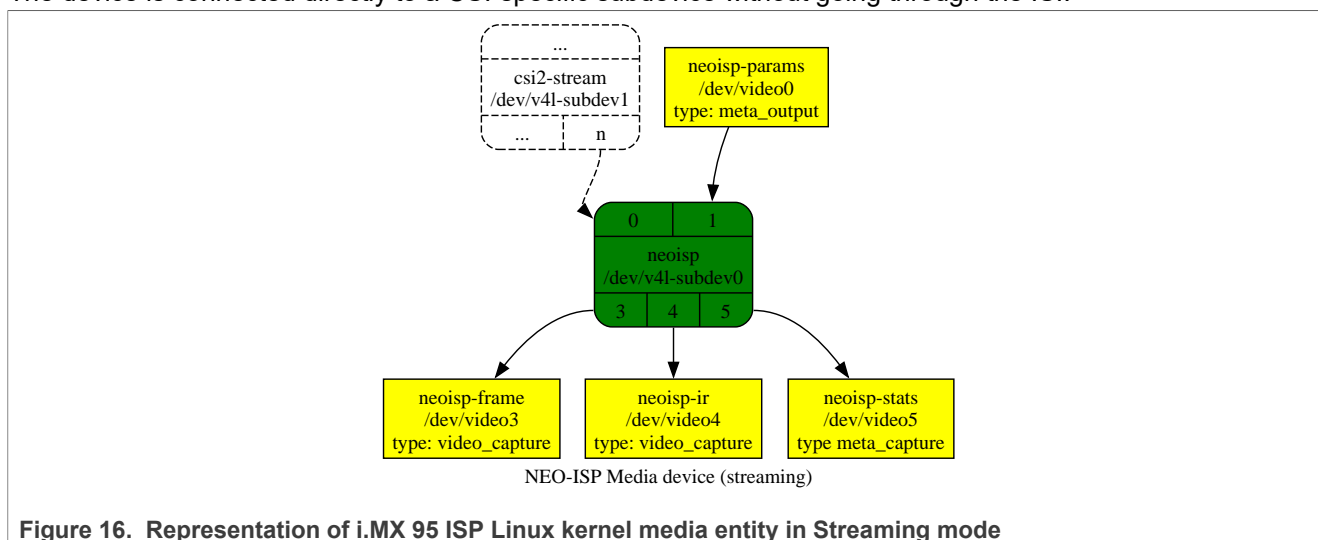 The device is connected directly to a CSI specific subdevice without going through the ISI.
...
csi2-stream
/dev/v4l-subdev1
...
n
neoisp-params
/dev/video0
type: meta_output
0
1
neoisp
/dev/v4l-subdev0
3
4
5
neoisp-frame
/dev/video3
type: video_capture
neoisp-ir
/dev/video4
type: video_capture
neoisp-stats
/dev/video5
type meta_capture
NEO-ISP Media device (streaming)
Figure 16. Representation of i.MX 95 ISP Linux kernel media entity in Streaming mode